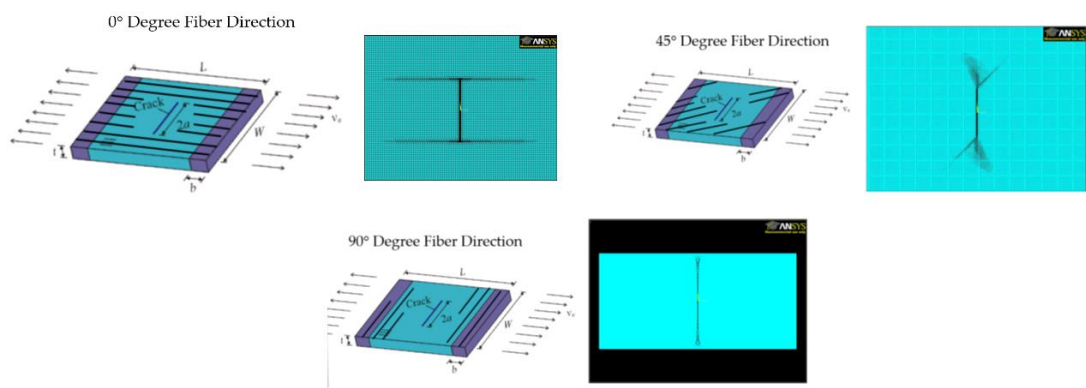 0° Degree Fiber Direction
L
Crack
2a
W
v₀
t
b
ANSYS
45° Degree Fiber Direction
L
Crack
2a
W
v₀
t
b
ANSYS
90° Degree Fiber Direction
L
Crack
2a
W
v₀
t
b
ANSYS